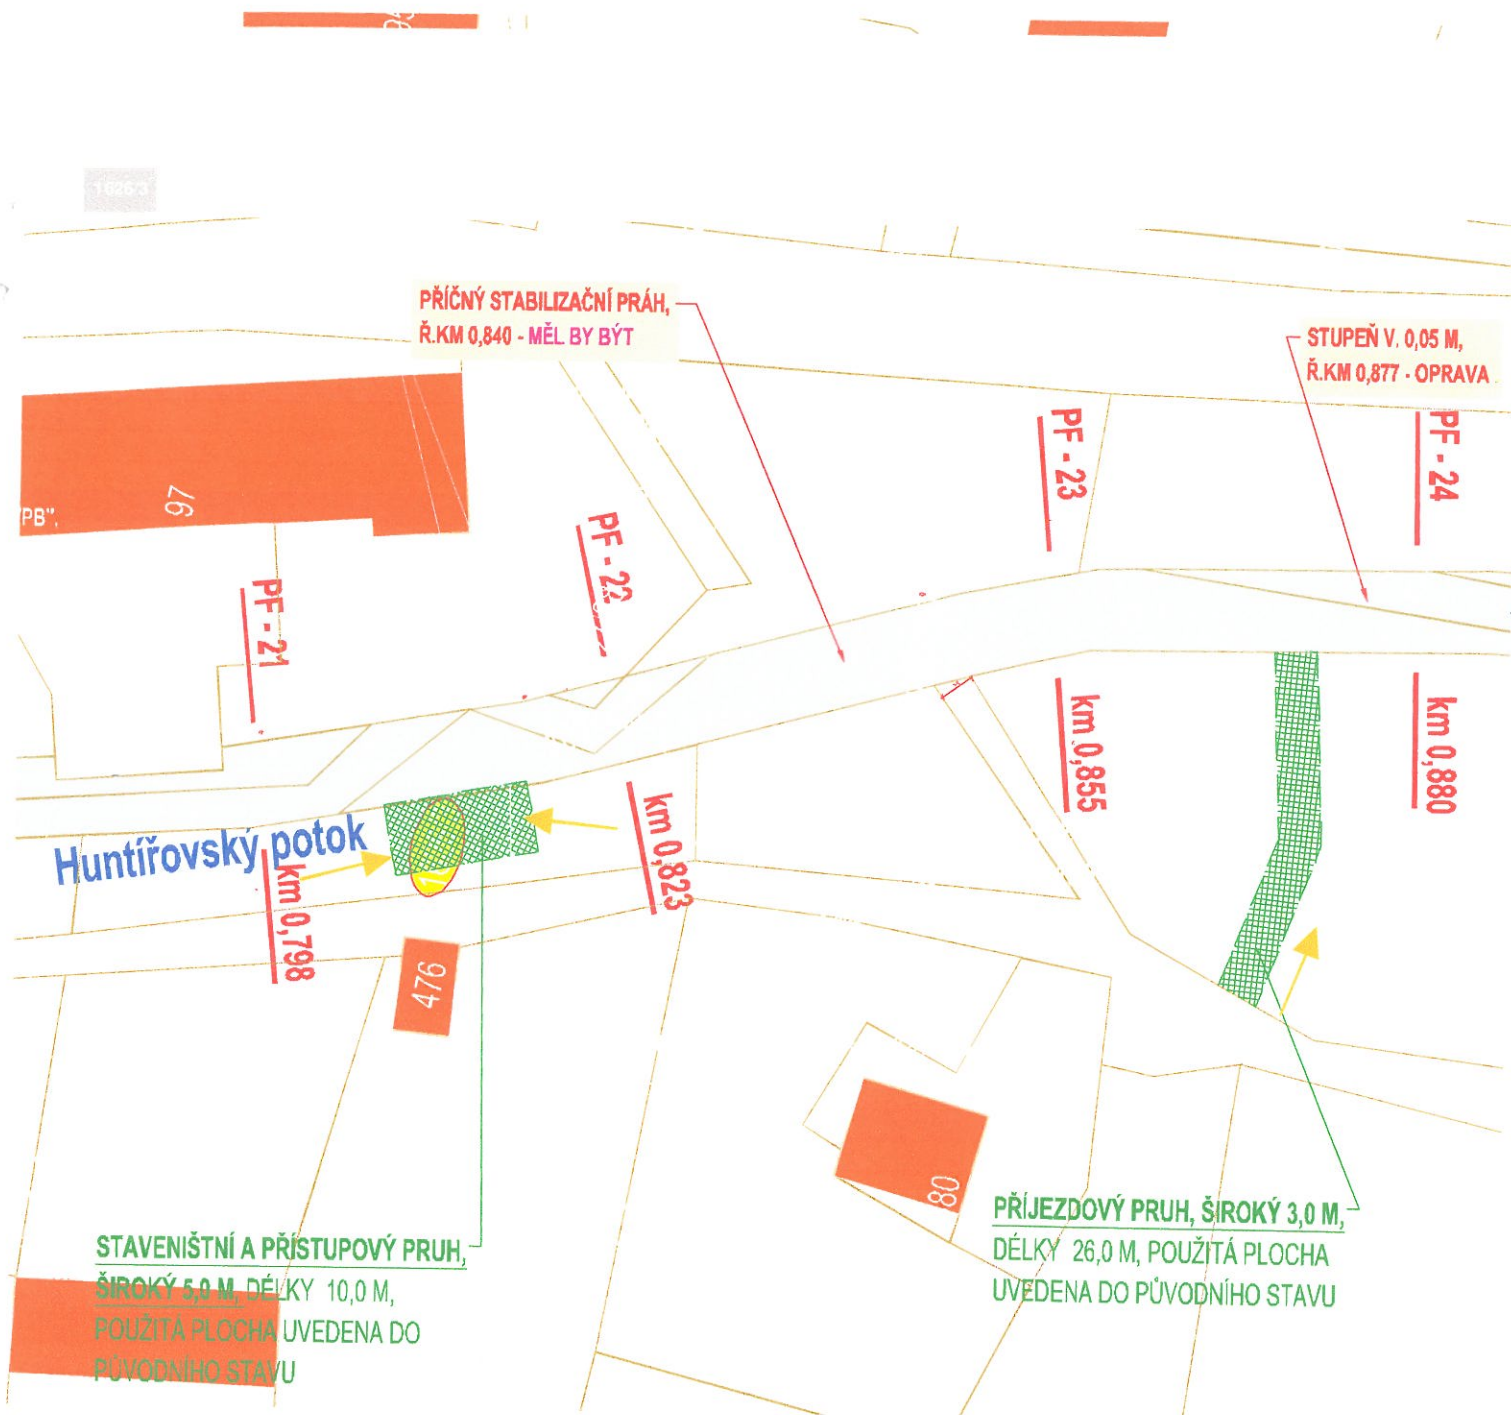 1626/3
PŘÍČNÝ STABILIZAČNÍ PRÁH,
Ř.KM 0,840 - MĚL BY BÝT
STUPEŇ V. 0,05 M,
Ř.KM 0,877 - OPRAVA
PF - 23
PF - 24
97
PB".
PF - 22
PF - 21
km 0,855
km 0,880
km 0,823
Huntířovský potok
km 0,798
476
80
PŘÍJEZDOVÝ PRUH, ŠIROKÝ 3,0 M,
DÉLKY 26,0 M, POUŽITÁ PLOCHA
UVEDENA DO PŮVODNÍHO STAVU
STAVENIŠTNÍ A PŘÍSTUPOVÝ PRUH,
ŠIROKÝ 5,0 M, DÉLKY 10,0 M,
POUŽITÁ PLOCHA UVEDENA DO
PŮVODNÍHO STAVU